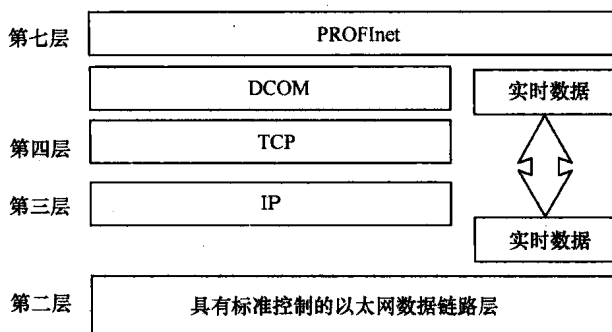 第七层 PROFInet
DCOM 实时数据
第四层 TCP
第三层 IP
实时数据
第二层 具有标准控制的以太网数据链路层